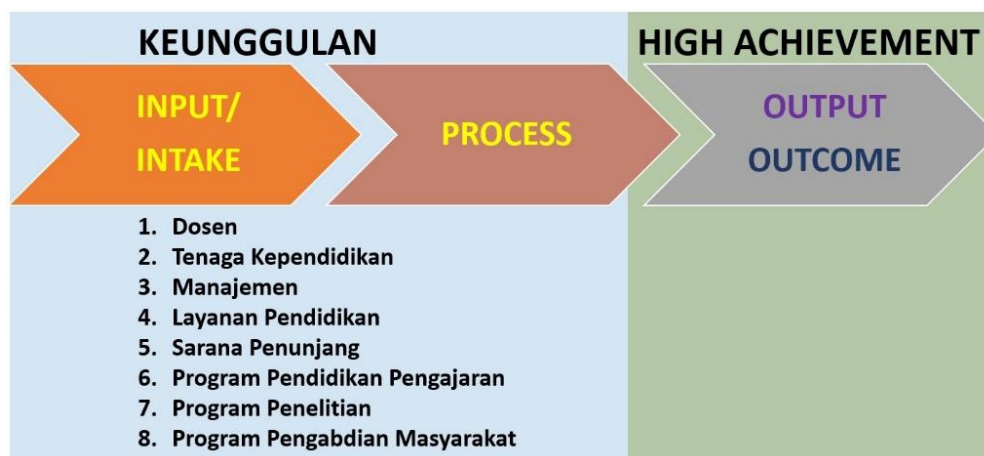 KEUNGGULAN
HIGH ACHIEVEMENT
INPUT/
INTAKE
PROCESS
OUTPUT
OUTCOME
1. Dosen
2. Tenaga Kependidikan
3. Manajemen
4. Layanan Pendidikan
5. Sarana Penunjang
6. Program Pendidikan Pengajaran
7. Program Penelitian
8. Program Pengabdian Masyarakat